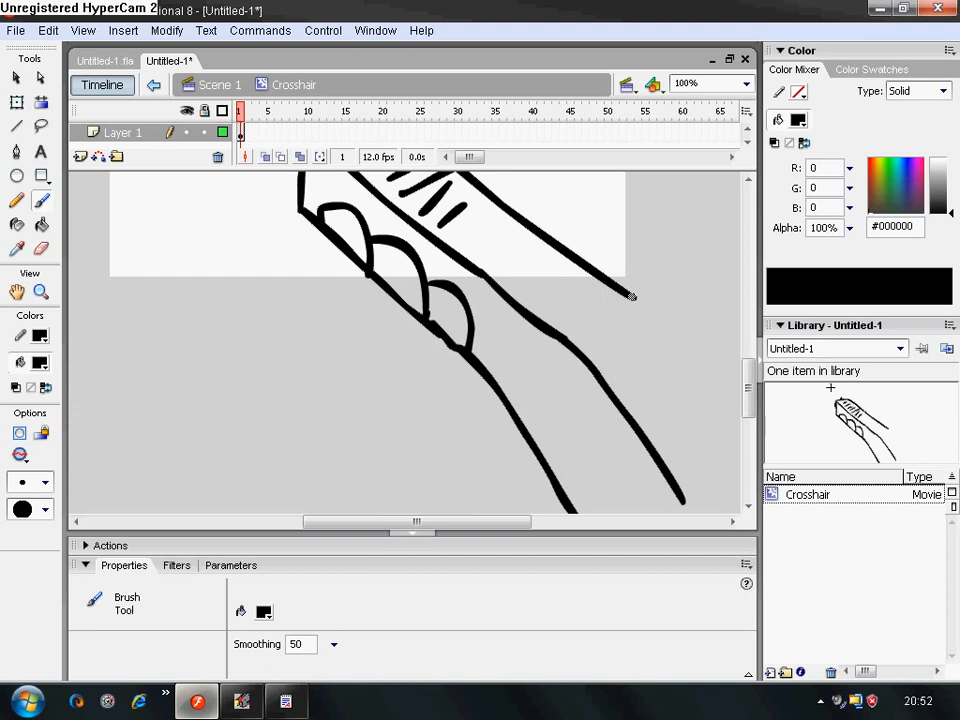 Unregistered HyperCam 2
ional 8 - [Untitled-1*]
File Edit View Insert Modify Text Commands Control Window Help
Tools
View
Colors
Options
Untitled-1.fla Untitled-1*
Timeline Scene 1 Crosshair 100%
1 5 10 15 20 25 30 35 40 45 50 55 60 65
Layer 1
1 12.0 fps 0.0s
Actions
Properties Filters Parameters
Brush
Tool
Smoothing 50
Color
Color Mixer Color Swatches
Type: Solid
R: 0
G: 0
B: 0
Alpha: 100% #000000
Library - Untitled-1
Untitled-1
One item in library
Name Type
Crosshair Movie
20:52